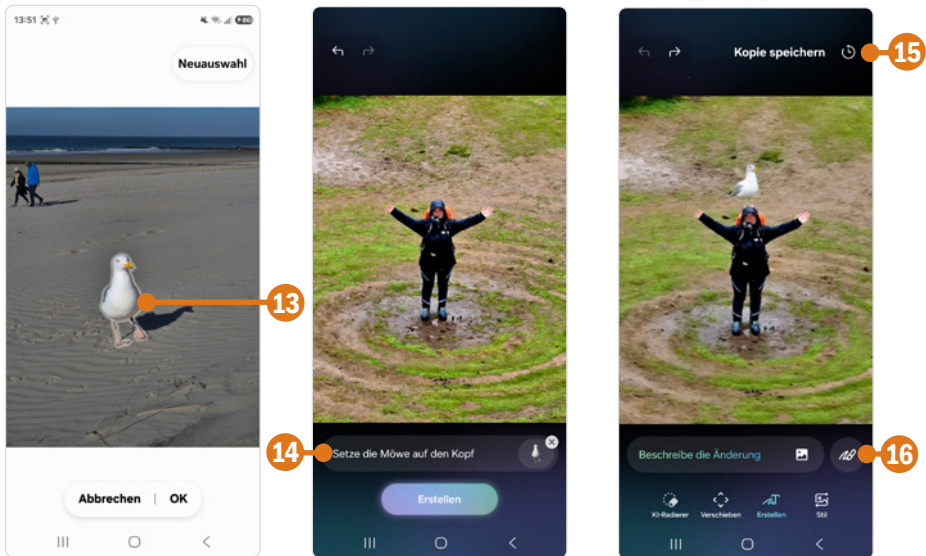 13:51
Neuauswahl
13
Abbrechen | OK
14
Setze die Möwe auf den Kopf
Erstellen
Kopie speichern
15
Beschreibe die Änderung
16
KI-Radierer
Verschieben
Erstellen
Stil